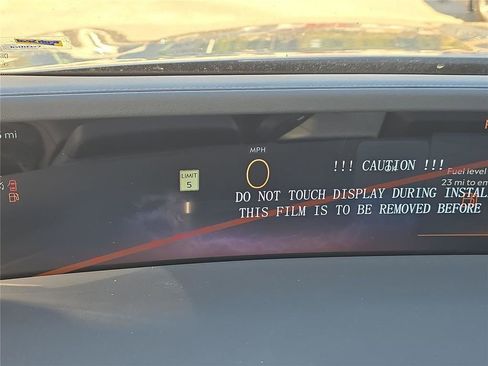 MPH
0
5 mi
LIMIT
5
!!! CAUTION !!!
Fuel level
23 mi to em
DO NOT TOUCH DISPLAY DURING INSTAL
THIS FILM IS TO BE REMOVED BEFORE